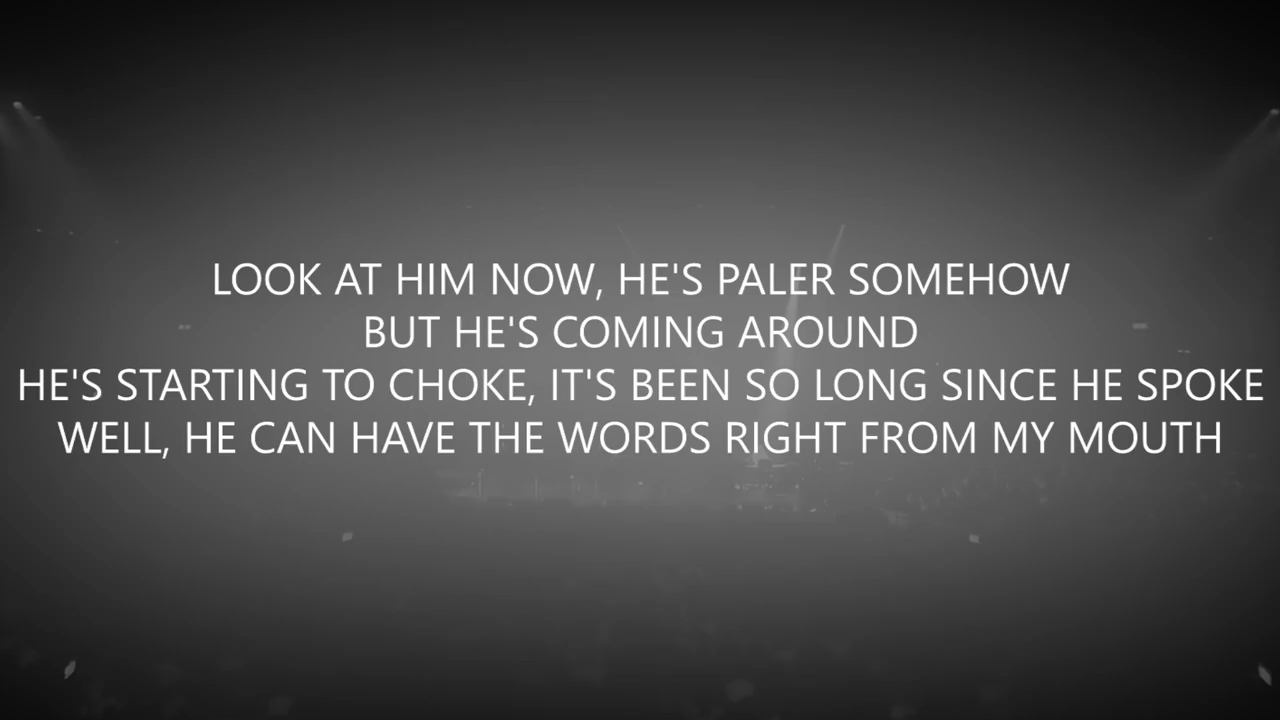 LOOK AT HIM NOW, HE'S PALER SOMEHOW
BUT HE'S COMING AROUND
HE'S STARTING TO CHOKE, IT'S BEEN SO LONG SINCE HE SPOKE
WELL, HE CAN HAVE THE WORDS RIGHT FROM MY MOUTH